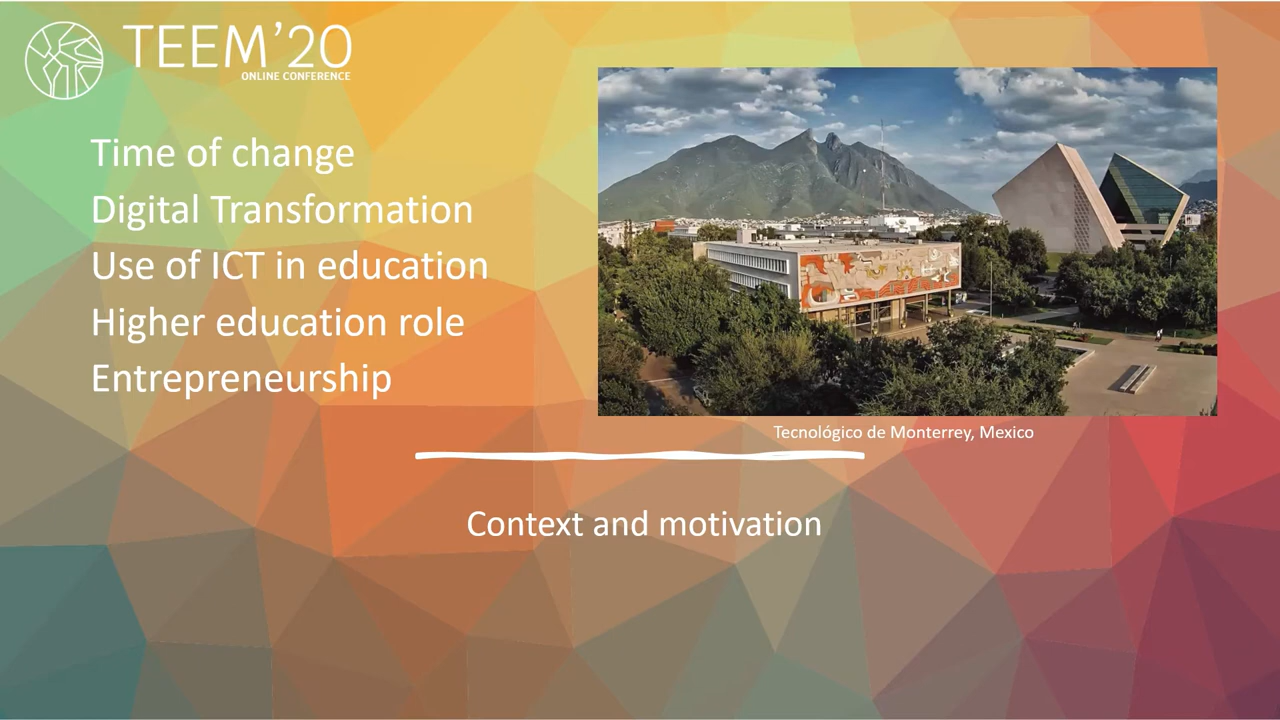 TEEM'20
ONLINE CONFERENCE
Time of change
Digital Transformation
Use of ICT in education
Higher education role
Entrepreneurship
Tecnológico de Monterrey, Mexico
Context and motivation